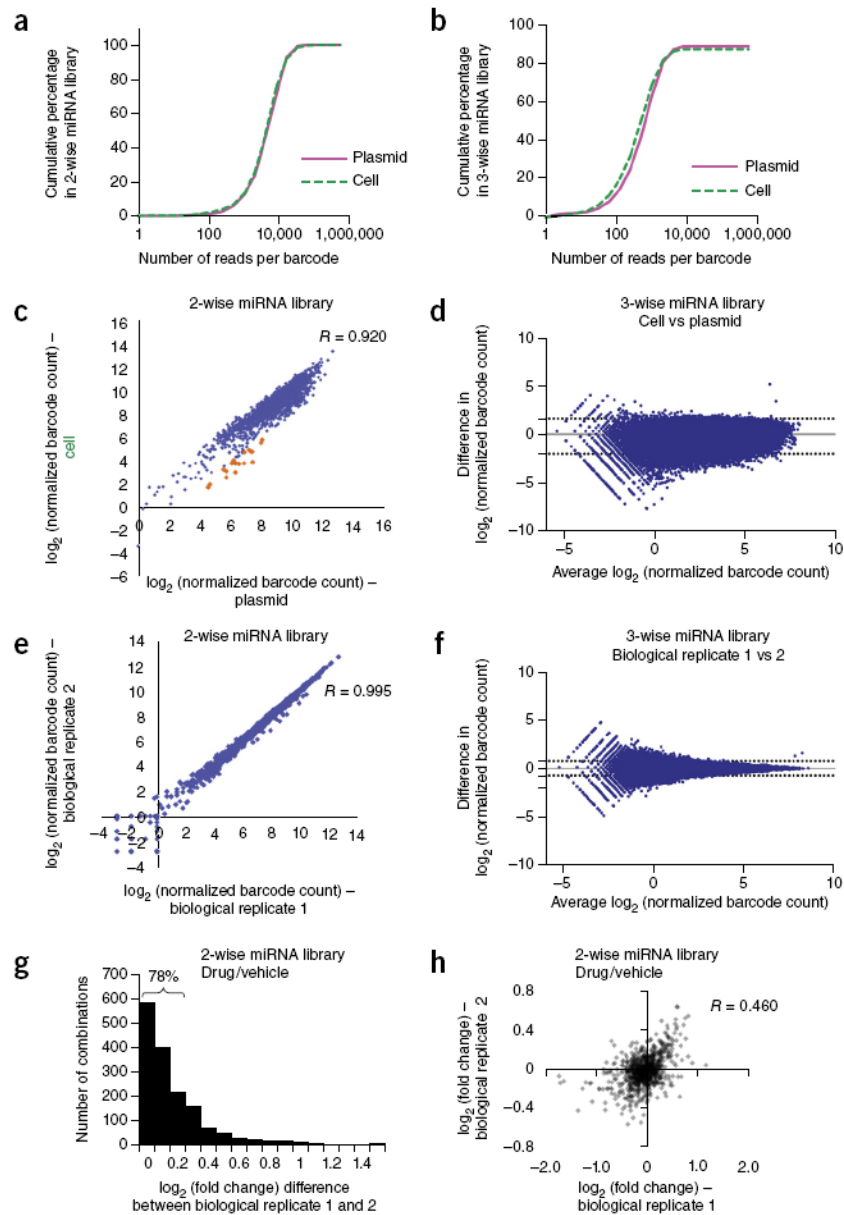 a
Cumulative percentage
in 2-wise miRNA library
100
80
60
40
20
0
Plasmid
Cell
1
100
10,000
1,000,000
Number of reads per barcode
b
Cumulative percentage
in 3-wise miRNA library
100
80
60
40
20
0
Plasmid
Cell
1
100
10,000
1,000,000
Number of reads per barcode
c
2-wise miRNA library
R = 0.920
log2 (normalized barcode count) –
cell
16
14
12
10
8
6
4
2
0
–2
–4
–6
0 2 4 6 8 10 12 14 16
log2 (normalized barcode count) –
plasmid
d
3-wise miRNA library
Cell vs plasmid
Difference in
log2 (normalized barcode count)
10
5
0
–5
–10
–5 0 5 10
Average log2 (normalized barcode count)
e
2-wise miRNA library
R = 0.995
log2 (normalized barcode count) –
biological replicate 2
14
12
10
8
6
4
2
0
–2
–4
–4 –2 0 2 4 6 8 10 12 14
log2 (normalized barcode count) –
biological replicate 1
f
3-wise miRNA library
Biological replicate 1 vs 2
Difference in
log2 (normalized barcode count)
10
5
0
–5
–10
–5 0 5 10
Average log2 (normalized barcode count)
g
2-wise miRNA library
Drug/vehicle
78%
Number of combinations
700
600
500
400
300
200
100
0
0 0.2 0.4 0.6 0.8 1 1.2 1.4
log2 (fold change) difference
between biological replicate 1 and 2
h
2-wise miRNA library
Drug/vehicle
R = 0.460
log2 (fold change) –
biological replicate 2
0.8
0.4
0
–0.4
–0.8
–2.0 –1.0 0 1.0 2.0
log2 (fold change) –
biological replicate 1